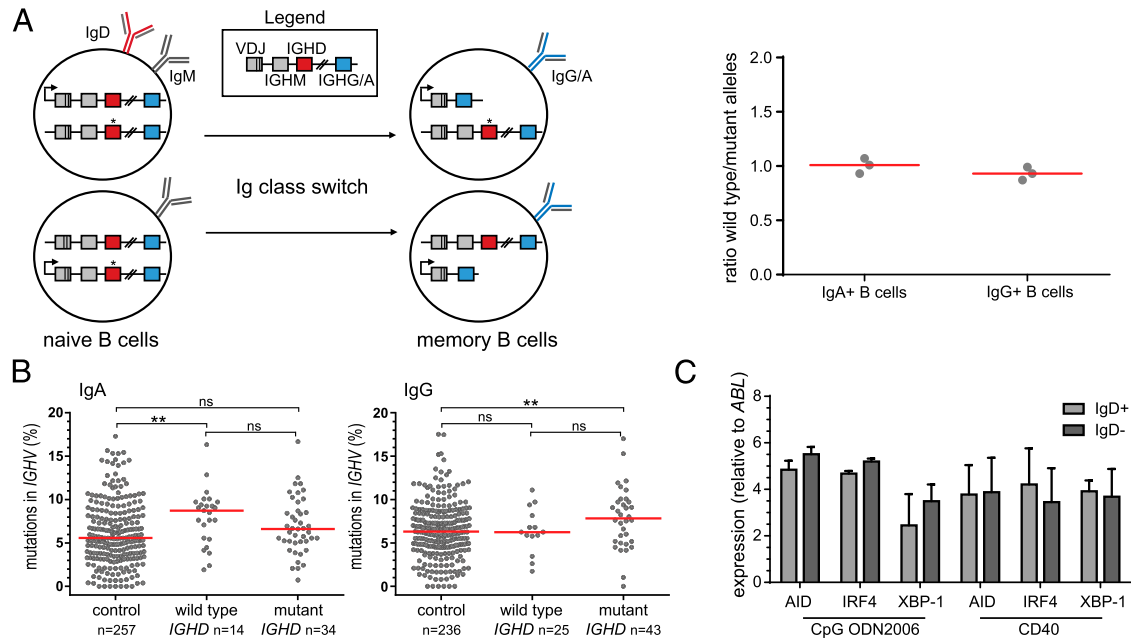 A
IgD
IgM
Legend
VDJ IGHD
IGHM IGHG/A
IgG/A
*
*
Ig class switch
*
naive B cells
memory B cells
ratio wild type/mutant alleles
2.0
1.5
1.0
0.5
0.0
IgA+ B cells
IgG+ B cells
B
IgA
mutations in IGHV (%)
20
15
10
5
0
ns
**
ns
control
n=257
wild type
IGHD n=14
mutant
IGHD n=34
IgG
mutations in IGHV (%)
20
15
10
5
0
**
ns
ns
control
n=236
wild type
IGHD n=25
mutant
IGHD n=43
C
expression (relative to ABL)
8
6
4
2
0
IgD+
IgD-
AID IRF4 XBP-1 AID IRF4 XBP-1
CpG ODN2006 CD40